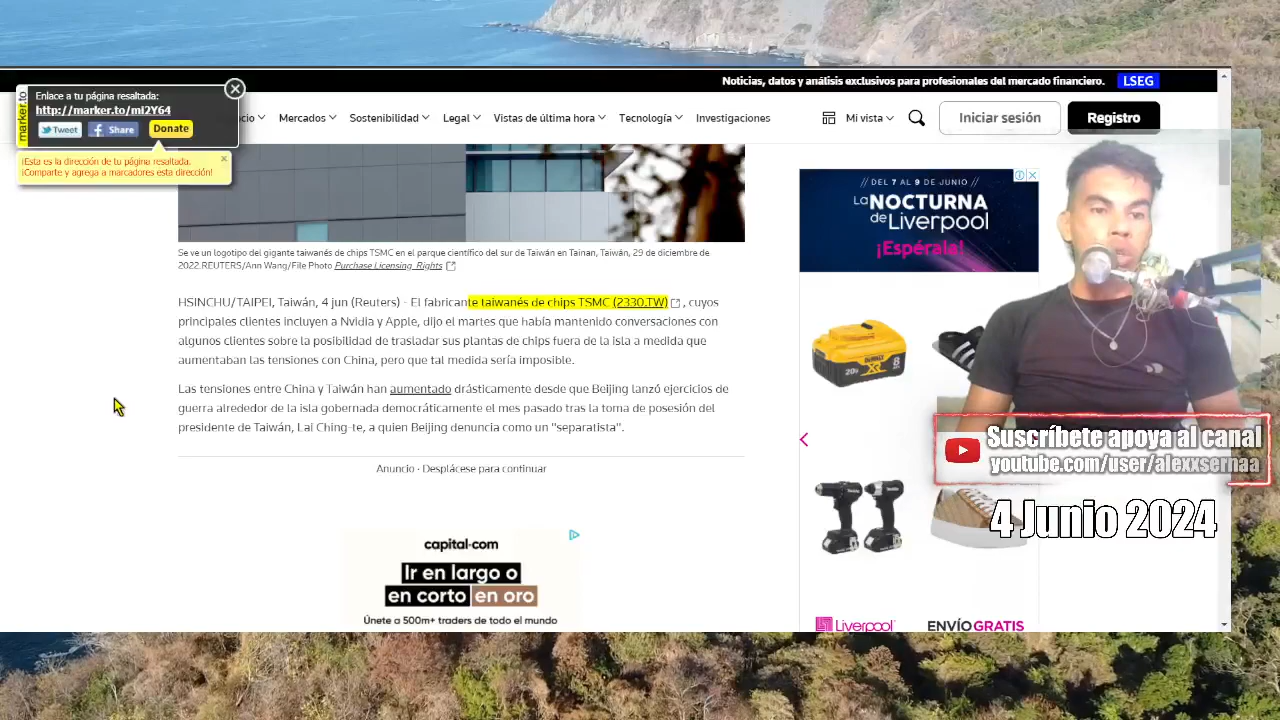 Noticias, datos y análisis exclusivos para profesionales del mercado financiero. LSEG
marker.to
Enlace a tu página resaltada:
http://marker.to/mi2Y64
Tweet Share Donate
¡Esta es la dirección de tu página resaltada.
¡Comparte y agrega a marcadores esta dirección!
Mercados Sostenibilidad Legal Vistas de última hora Tecnología Investigaciones Mi vista Iniciar sesión Registro
Se ve un logotipo del gigante taiwanés de chips TSMC en el parque científico del sur de Taiwán en Tainan, Taiwán, 29 de diciembre de
2022.REUTERS/Ann Wang/File Photo Purchase Licensing Rights
HSINCHU/TAIPEI, Taiwán, 4 jun (Reuters) - El fabricante taiwanés de chips TSMC (2330.TW) , cuyos
principales clientes incluyen a Nvidia y Apple, dijo el martes que había mantenido conversaciones con
algunos clientes sobre la posibilidad de trasladar sus plantas de chips fuera de la isla a medida que
aumentaban las tensiones con China, pero que tal medida sería imposible.
Las tensiones entre China y Taiwán han aumentado drásticamente desde que Beijing lanzó ejercicios de
guerra alrededor de la isla gobernada democráticamente el mes pasado tras la toma de posesión del
presidente de Taiwán, Lai Ching-te, a quien Beijing denuncia como un "separatista".
Anuncio · Desplácese para continuar
capital.com
Ir en largo o
en corto en oro
Únete a 500m+ traders de todo el mundo
// DEL 7 AL 9 DE JUNIO //
La NOCTURNA
de Liverpool
¡Espérala!
DEWALT
20V
XR
8
Liverpool ENVÍO GRATIS
Suscríbete apoya al canal
youtube.com/user/alexxsernaa
4 Junio 2024